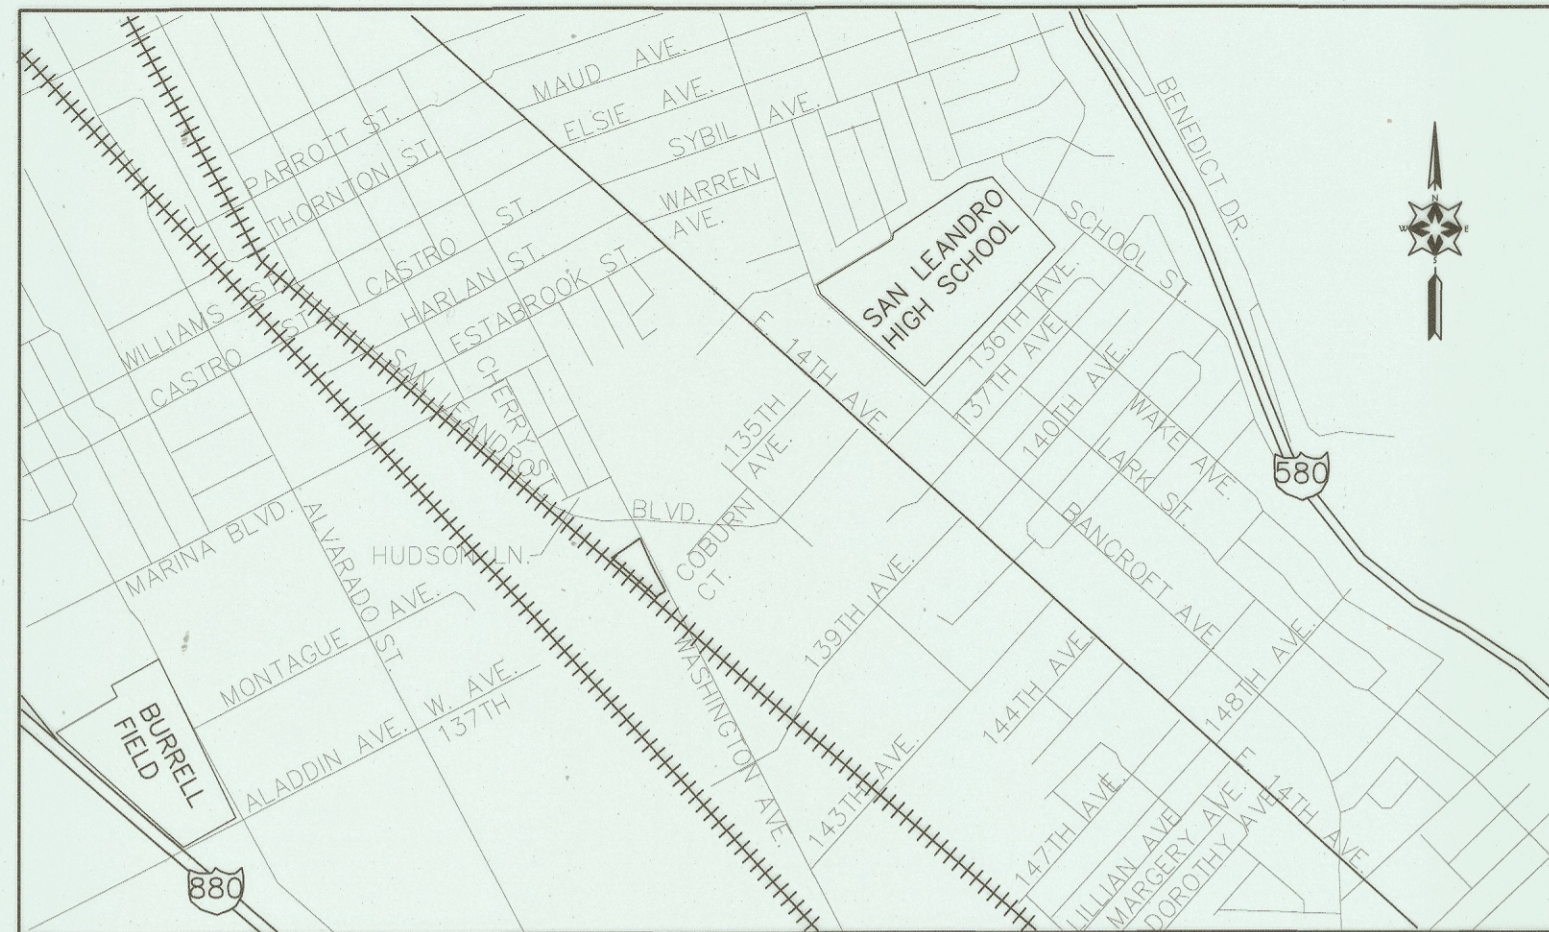 MAUD AVE.
ELSIE AVE.
SYBIL AVE.
WARREN
AVE.
BENEDICT DR.
PARROTT ST.
THORNTON ST.
CASTRO ST.
HARLAN ST.
ESTABROOK ST.
WILLIAMS ST.
CASTRO ST.
SAN LEANDRO
HIGH SCHOOL
SCHOOL ST.
N
W E
S
136TH AVE.
137TH AVE.
140TH AVE.
WAKE AVE.
LARK ST.
BANCROFT AVE.
E. 14TH AVE.
CHERRY ST.
SAN LEANDRO
BLVD.
135TH
AVE.
COBURN
CT.
580
MARINA BLVD.
ALVARADO ST.
HUDSON LN.
MONTAGUE AVE.
W. AVE.
137TH
ALADDIN AVE.
BURRELL
FIELD
880
WASHINGTON AVE.
139TH AVE.
143TH AVE.
144TH AVE.
147TH AVE.
148TH AVE.
E. 14TH AVE.
LILLIAN AVE.
MARGERY AVE.
DOROTHY AVE.